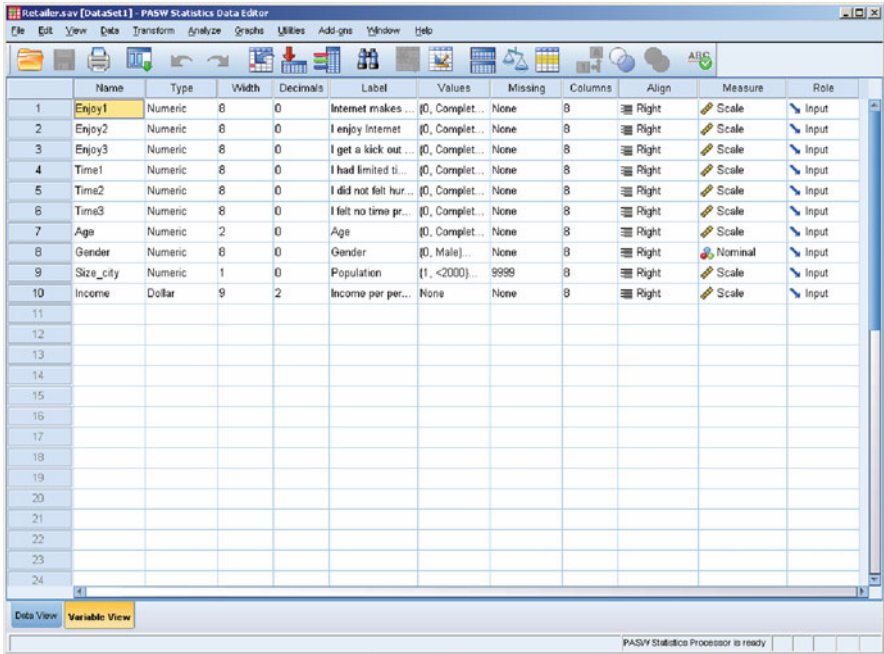 Retailer.sav [DataSet1] - PASW Statistics Data Editor
File Edit View Data Transform Analyze Graphs Utilities Add-ons Window Help
Name Type Width Decimals Label Values Missing Columns Align Measure Role
1 Enjoy1 Numeric 8 0 Internet makes ... {0, Complet... None 8 Right Scale Input
2 Enjoy2 Numeric 8 0 I enjoy Internet {0, Complet... None 8 Right Scale Input
3 Enjoy3 Numeric 8 0 I get a kick out ... {0, Complet... None 8 Right Scale Input
4 Time1 Numeric 8 0 I had limited ti... {0, Complet... None 8 Right Scale Input
5 Time2 Numeric 8 0 I did not felt hur... {0, Complet... None 8 Right Scale Input
6 Time3 Numeric 8 0 I felt no time pr... {0, Complet... None 8 Right Scale Input
7 Age Numeric 2 0 Age {0, Complet... None 8 Right Scale Input
8 Gender Numeric 8 0 Gender {0, Male}... None 8 Right Nominal Input
9 Size_city Numeric 1 0 Population {1, <2000}... 9999 8 Right Scale Input
10 Income Dollar 9 2 Income per per... None None 8 Right Scale Input
11
12
13
14
15
16
17
18
19
20
21
22
23
24
Data View Variable View
PASW Statistics Processor is ready